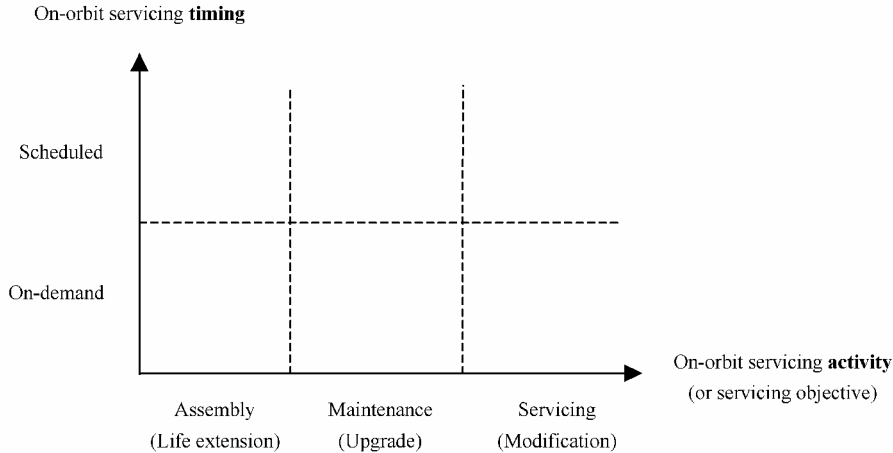 On-orbit servicing timing
Scheduled
On-demand
On-orbit servicing activity
(or servicing objective)
Assembly
(Life extension)
Maintenance
(Upgrade)
Servicing
(Modification)